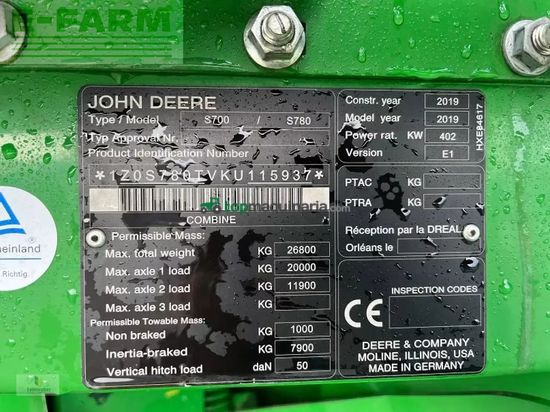 E-FARM
JOHN DEERE
Type / Model S700 / S780
Typ Approval Nr.
Product Identification Number
*1Z0S780TVKU115937*
topmaquinaria.com
COMBINE
Permissible Mass:
Max. total weight KG 26800
Max. axle 1 load KG 20000
Max. axle 2 load KG 11900
Max. axle 3 load KG
Permissible Towable Mass:
Non braked KG 1000
Inertia-braked KG 7900
Vertical hitch load daN 50
Constr. year 2019
Model year 2019
Power rat. KW 402
Version E1
HXE84617
PTAC KG
PTRA KG
Réception par la DREAL
Orléans le
CE
INSPECTION CODES
DEERE & COMPANY
MOLINE, ILLINOIS, USA
MADE IN GERMANY
heinland
Richtig.